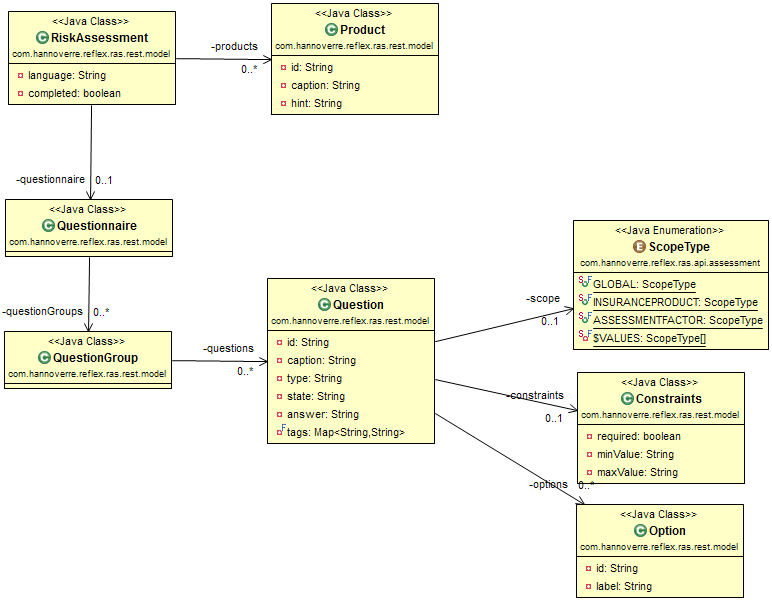 <<Java Class>>
RiskAssessment
com.hannoverre.reflex.ras.rest.model
language: String
completed: boolean
-products
0..*
<<Java Class>>
Product
com.hannoverre.reflex.ras.rest.model
id: String
caption: String
hint: String
-questionnaire
0..1
<<Java Class>>
Questionnaire
com.hannoverre.reflex.ras.rest.model
-questionGroups
0..*
<<Java Class>>
QuestionGroup
com.hannoverre.reflex.ras.rest.model
-questions
0..*
<<Java Class>>
Question
com.hannoverre.reflex.ras.rest.model
id: String
caption: String
type: String
state: String
answer: String
F
tags: Map<String,String>
-scope
0..1
<<Java Enumeration>>
ScopeType
com.hannoverre.reflex.ras.api.assessment
S F
GLOBAL: ScopeType
S F
INSURANCEPRODUCT: ScopeType
S F
ASSESSMENTFACTOR: ScopeType
S F
$VALUES: ScopeType[]
-constraints
0..1
<<Java Class>>
Constraints
com.hannoverre.reflex.ras.rest.model
required: boolean
minValue: String
maxValue: String
-options
0..*
<<Java Class>>
Option
com.hannoverre.reflex.ras.rest.model
id: String
label: String